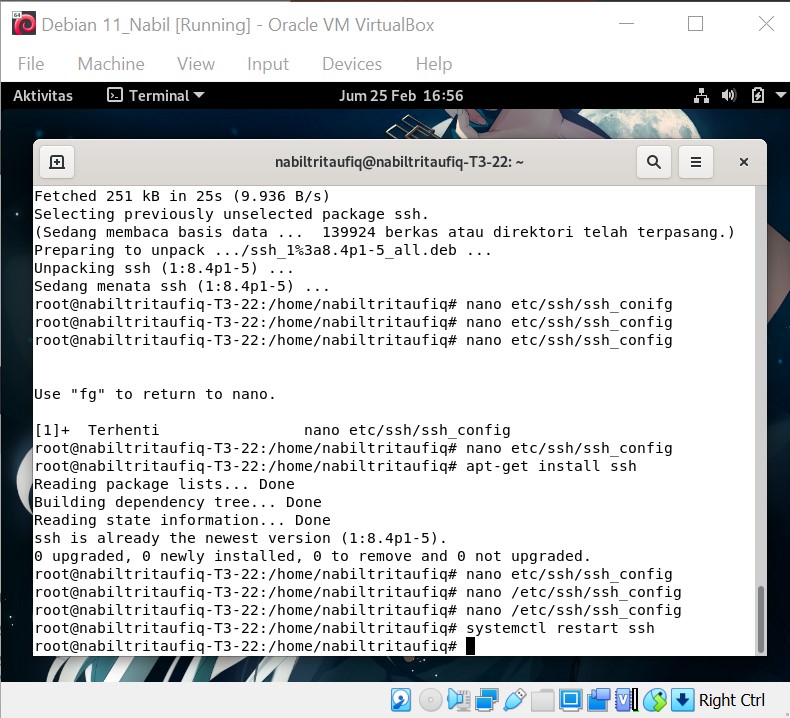 Debian 11_Nabil [Running] - Oracle VM VirtualBox
File Machine View Input Devices Help
Aktivitas Terminal Jum 25 Feb 16:56
nabiltritaufiq@nabiltritaufiq-T3-22: ~
Fetched 251 kB in 25s (9.936 B/s)
Selecting previously unselected package ssh.
(Sedang membaca basis data ... 139924 berkas atau direktori telah terpasang.)
Preparing to unpack .../ssh_1%3a8.4p1-5_all.deb ...
Unpacking ssh (1:8.4p1-5) ...
Sedang menata ssh (1:8.4p1-5) ...
root@nabiltritaufiq-T3-22:/home/nabiltritaufiq# nano etc/ssh/ssh_conifg
root@nabiltritaufiq-T3-22:/home/nabiltritaufiq# nano etc/ssh/ssh_config
root@nabiltritaufiq-T3-22:/home/nabiltritaufiq# nano etc/ssh/ssh_config
Use "fg" to return to nano.
[1]+ Terhenti nano etc/ssh/ssh_config
root@nabiltritaufiq-T3-22:/home/nabiltritaufiq# nano etc/ssh/ssh_config
root@nabiltritaufiq-T3-22:/home/nabiltritaufiq# apt-get install ssh
Reading package lists... Done
Building dependency tree... Done
Reading state information... Done
ssh is already the newest version (1:8.4p1-5).
0 upgraded, 0 newly installed, 0 to remove and 0 not upgraded.
root@nabiltritaufiq-T3-22:/home/nabiltritaufiq# nano etc/ssh/ssh_config
root@nabiltritaufiq-T3-22:/home/nabiltritaufiq# nano /etc/ssh/ssh_config
root@nabiltritaufiq-T3-22:/home/nabiltritaufiq# nano /etc/ssh/ssh_config
root@nabiltritaufiq-T3-22:/home/nabiltritaufiq# systemctl restart ssh
root@nabiltritaufiq-T3-22:/home/nabiltritaufiq#
Right Ctrl